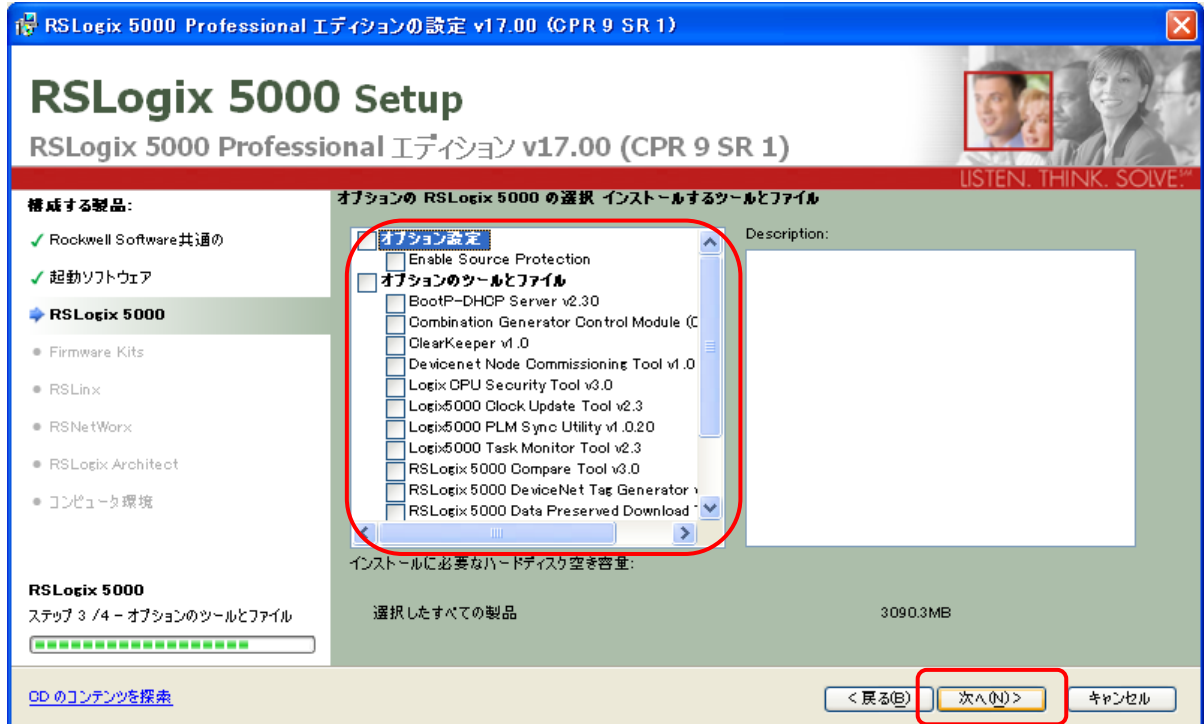 RSLogix 5000 Professional エディションの設定 v17.00 (CPR 9 SR 1)
RSLogix 5000 Setup
RSLogix 5000 Professional エディション v17.00 (CPR 9 SR 1)
LISTEN. THINK. SOLVE.℠
構成する製品:
✓ Rockwell Software共通の
✓ 起動ソフトウェア
RSLogix 5000
Firmware Kits
RSLinx
RSNetWorx
RSLogix Architect
コンピュータ環境
オプションの RSLogix 5000 の選択 インストールするツールとファイル
オプション設定
Enable Source Protection
オプションのツールとファイル
BootP-DHCP Server v2.30
Combination Generator Control Module (C
ClearKeeper v1.0
Devicenet Node Commissioning Tool v1.0
Logix CPU Security Tool v3.0
Logix5000 Clock Update Tool v2.3
Logix5000 PLM Sync Utility v1.0.20
Logix5000 Task Monitor Tool v2.3
RSLogix 5000 Compare Tool v3.0
RSLogix 5000 DeviceNet Tag Generator
RSLogix 5000 Data Preserved Download
Description:
インストールに必要なハードディスク空き容量:
選択したすべての製品 3090.3MB
RSLogix 5000
ステップ 3 /4 - オプションのツールとファイル
CD のコンテンツを探索
< 戻る(B) 次へ(N) > キャンセル